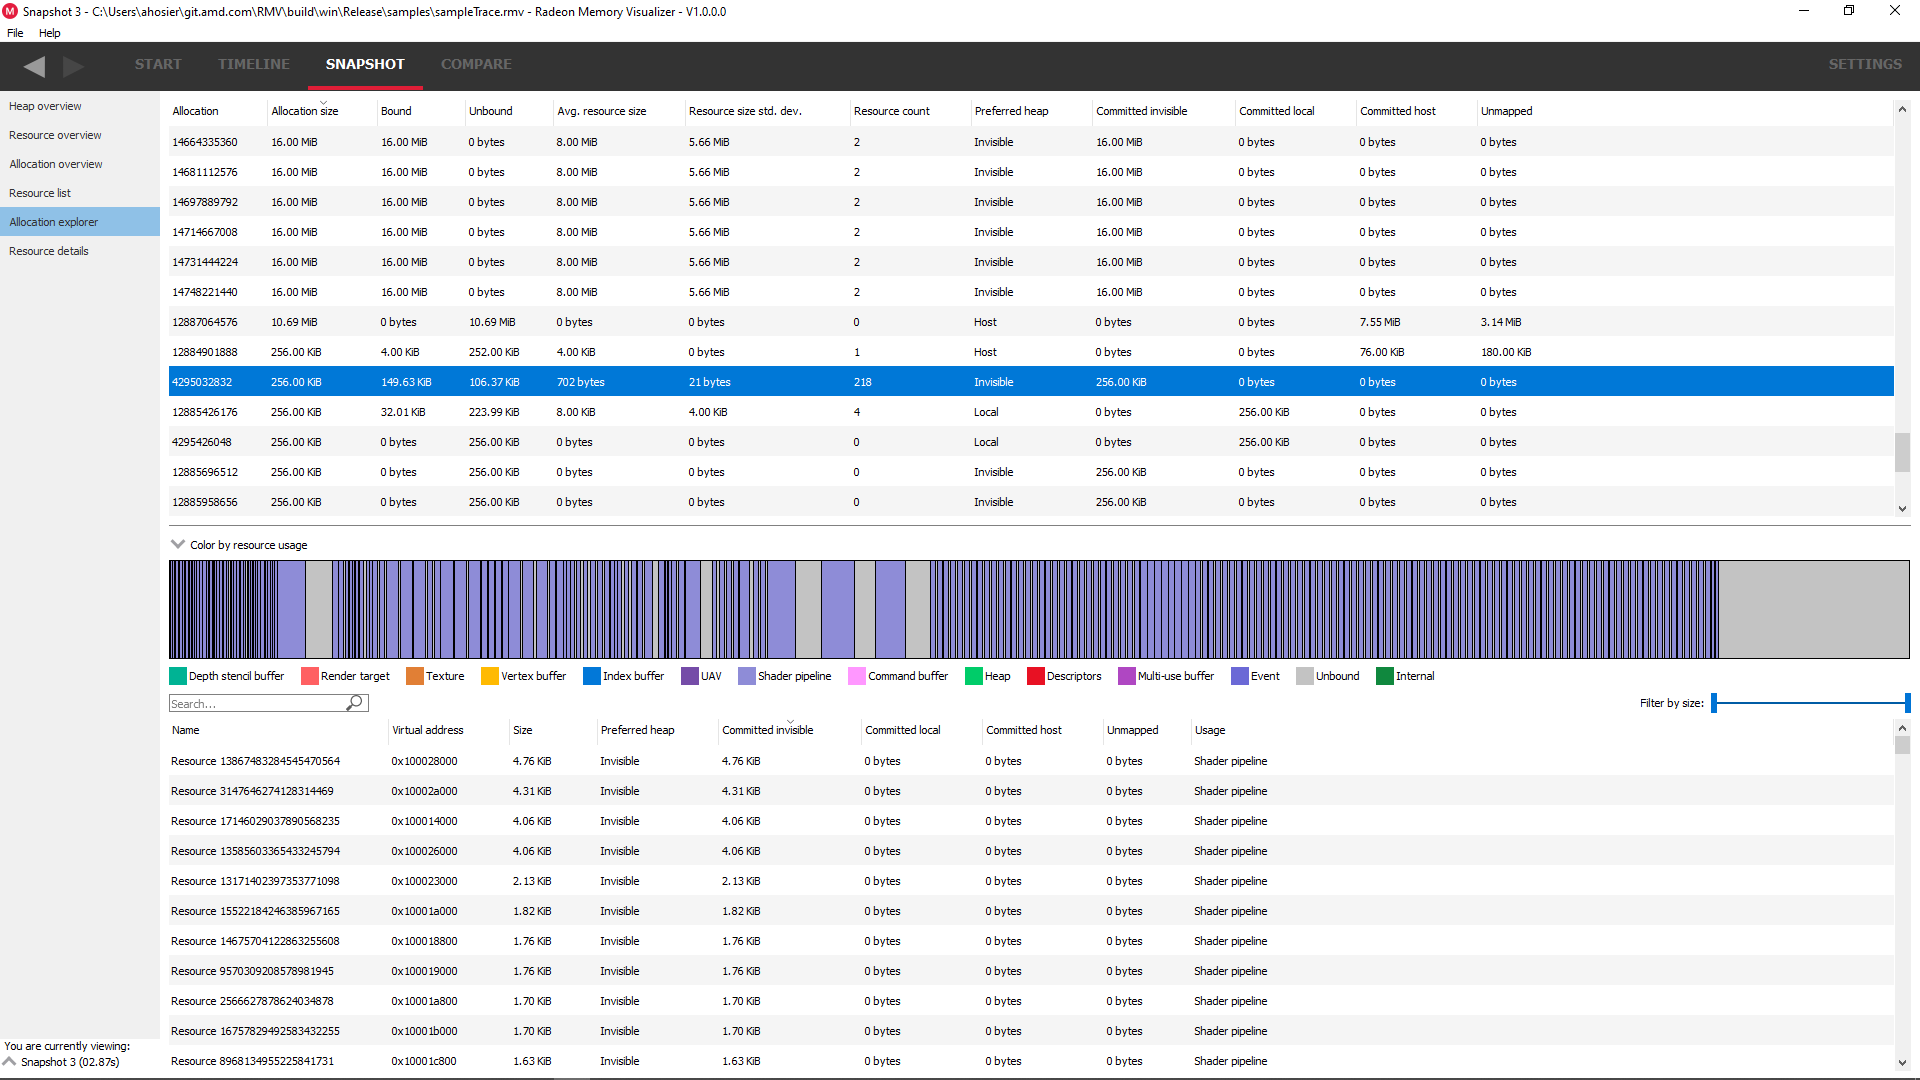 Snapshot 3 - C:\Users\ahosier\git.amd.com\RMV\build\win\Release\samples\sampleTrace.rmv - Radeon Memory Visualizer - V1.0.0.0
File Help
START TIMELINE SNAPSHOT COMPARE SETTINGS
Heap overview
Resource overview
Allocation overview
Resource list
Allocation explorer
Resource details
Allocation Allocation size Bound Unbound Avg. resource size Resource size std. dev. Resource count Preferred heap Committed invisible Committed local Committed host Unmapped
14664335360 16.00 MiB 16.00 MiB 0 bytes 8.00 MiB 5.66 MiB 2 Invisible 16.00 MiB 0 bytes 0 bytes 0 bytes
14681112576 16.00 MiB 16.00 MiB 0 bytes 8.00 MiB 5.66 MiB 2 Invisible 16.00 MiB 0 bytes 0 bytes 0 bytes
14697889792 16.00 MiB 16.00 MiB 0 bytes 8.00 MiB 5.66 MiB 2 Invisible 16.00 MiB 0 bytes 0 bytes 0 bytes
14714667008 16.00 MiB 16.00 MiB 0 bytes 8.00 MiB 5.66 MiB 2 Invisible 16.00 MiB 0 bytes 0 bytes 0 bytes
14731444224 16.00 MiB 16.00 MiB 0 bytes 8.00 MiB 5.66 MiB 2 Invisible 16.00 MiB 0 bytes 0 bytes 0 bytes
14748221440 16.00 MiB 16.00 MiB 0 bytes 8.00 MiB 5.66 MiB 2 Invisible 16.00 MiB 0 bytes 0 bytes 0 bytes
12887064576 10.69 MiB 0 bytes 10.69 MiB 0 bytes 0 bytes 0 Host 0 bytes 0 bytes 7.55 MiB 3.14 MiB
12884901888 256.00 KiB 4.00 KiB 252.00 KiB 4.00 KiB 0 bytes 1 Host 0 bytes 0 bytes 76.00 KiB 180.00 KiB
4295032832 256.00 KiB 149.63 KiB 106.37 KiB 702 bytes 21 bytes 218 Invisible 256.00 KiB 0 bytes 0 bytes 0 bytes
12885426176 256.00 KiB 32.01 KiB 223.99 KiB 8.00 KiB 4.00 KiB 4 Local 0 bytes 256.00 KiB 0 bytes 0 bytes
4295426048 256.00 KiB 0 bytes 256.00 KiB 0 bytes 0 bytes 0 Local 0 bytes 256.00 KiB 0 bytes 0 bytes
12885696512 256.00 KiB 0 bytes 256.00 KiB 0 bytes 0 bytes 0 Invisible 256.00 KiB 0 bytes 0 bytes 0 bytes
12885958656 256.00 KiB 0 bytes 256.00 KiB 0 bytes 0 bytes 0 Invisible 256.00 KiB 0 bytes 0 bytes 0 bytes
Color by resource usage
Depth stencil buffer Render target Texture Vertex buffer Index buffer UAV Shader pipeline Command buffer Heap Descriptors Multi-use buffer Event Unbound Internal
Search... Filter by size:
Name Virtual address Size Preferred heap Committed invisible Committed local Committed host Unmapped Usage
Resource 13867483284545470564 0x100028000 4.76 KiB Invisible 4.76 KiB 0 bytes 0 bytes 0 bytes Shader pipeline
Resource 3147646274128314469 0x10002a000 4.31 KiB Invisible 4.31 KiB 0 bytes 0 bytes 0 bytes Shader pipeline
Resource 17146029037890568235 0x100014000 4.06 KiB Invisible 4.06 KiB 0 bytes 0 bytes 0 bytes Shader pipeline
Resource 13585603365433245794 0x100026000 4.06 KiB Invisible 4.06 KiB 0 bytes 0 bytes 0 bytes Shader pipeline
Resource 13171402397353771098 0x100023000 2.13 KiB Invisible 2.13 KiB 0 bytes 0 bytes 0 bytes Shader pipeline
Resource 15522184246385967165 0x10001a000 1.82 KiB Invisible 1.82 KiB 0 bytes 0 bytes 0 bytes Shader pipeline
Resource 14675704122863255608 0x100018800 1.76 KiB Invisible 1.76 KiB 0 bytes 0 bytes 0 bytes Shader pipeline
Resource 9570309208578981945 0x100019000 1.76 KiB Invisible 1.76 KiB 0 bytes 0 bytes 0 bytes Shader pipeline
Resource 2566627878624034878 0x10001a800 1.70 KiB Invisible 1.70 KiB 0 bytes 0 bytes 0 bytes Shader pipeline
Resource 16757829492583432255 0x10001b000 1.70 KiB Invisible 1.70 KiB 0 bytes 0 bytes 0 bytes Shader pipeline
Resource 8968134955225841731 0x10001c800 1.63 KiB Invisible 1.63 KiB 0 bytes 0 bytes 0 bytes Shader pipeline
You are currently viewing:
Snapshot 3 (02.87s)